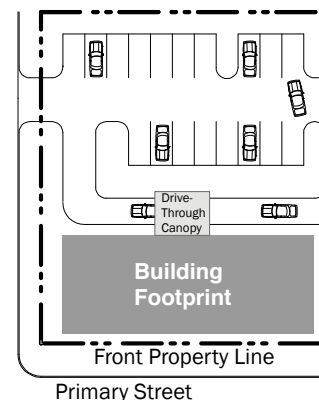 Drive-
Through
Canopy
Building
Footprint
Front Property Line
Primary Street